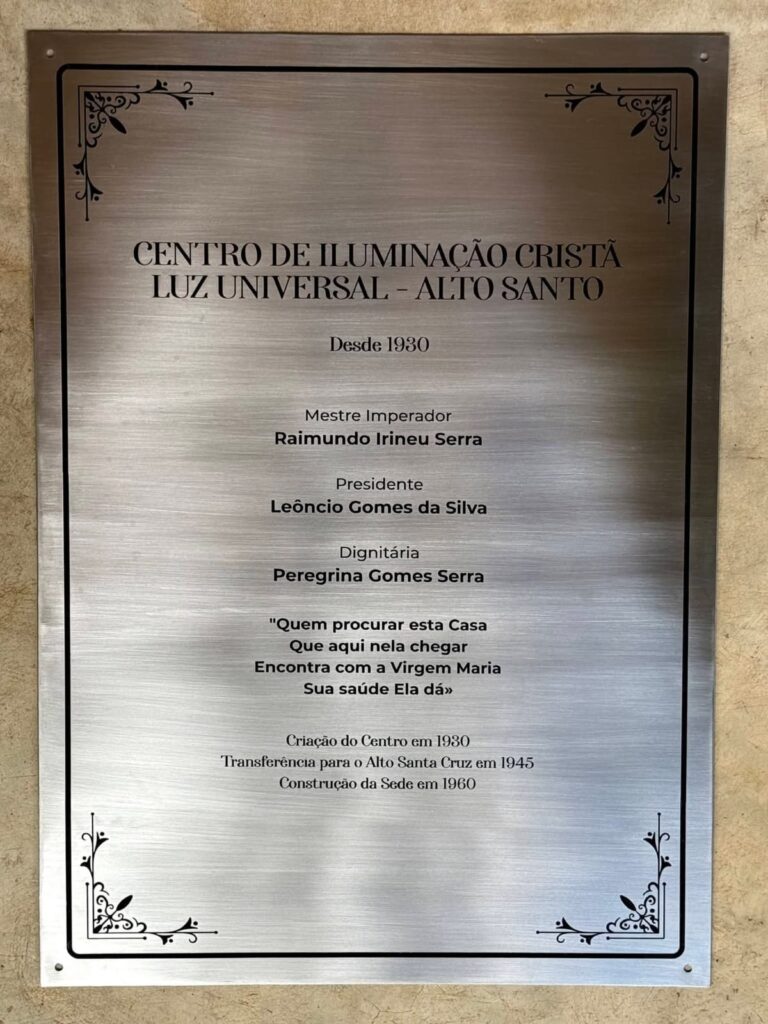 CENTRO DE ILUMINAÇÃO CRISTÃ
LUZ UNIVERSAL - ALTO SANTO
Desde 1930
Mestre Imperador
Raimundo Irineu Serra
Presidente
Leôncio Gomes da Silva
Dignitária
Peregrina Gomes Serra
"Quem procurar esta Casa
Que aqui nela chegar
Encontra com a Virgem Maria
Sua saúde Ela dá»
Criação do Centro em 1930
Transferência para o Alto Santa Cruz em 1945
Construção da Sede em 1960